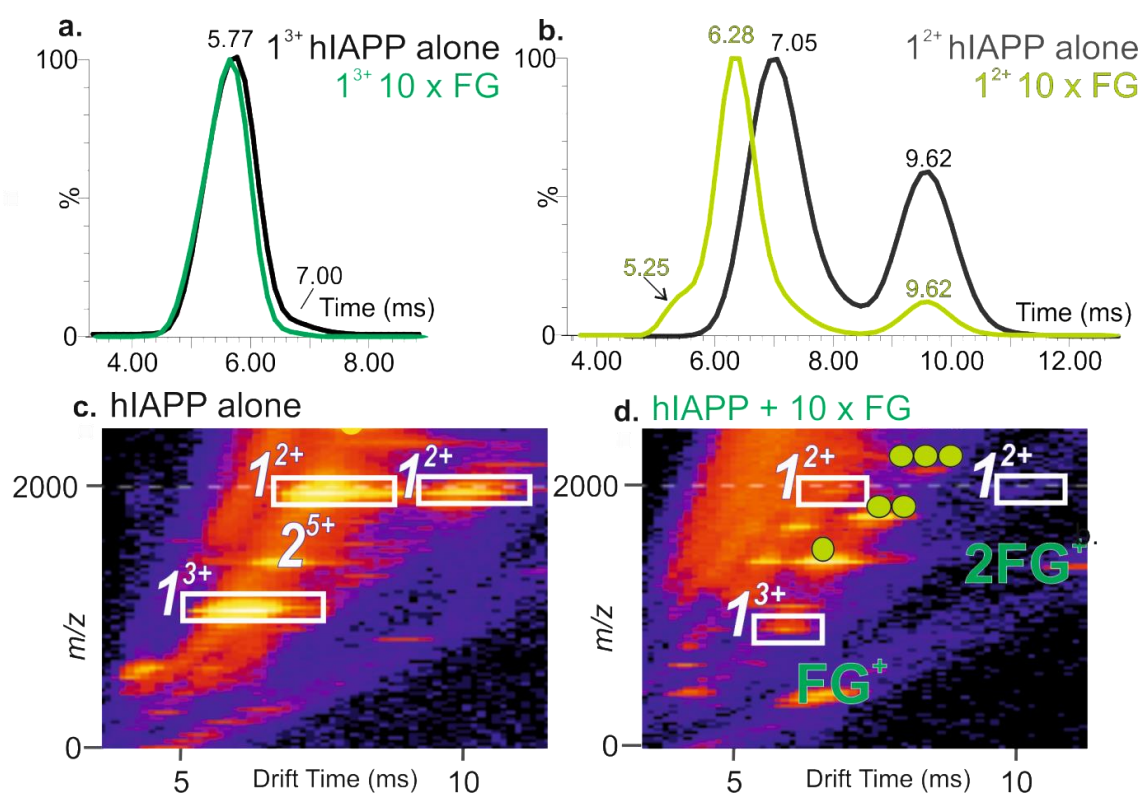 a.
5.77
1³⁺ hIAPP alone
1³⁺ 10 x FG
100
%
7.00
Time (ms)
0
4.00 6.00 8.00
b.
6.28 7.05
1²⁺ hIAPP alone
1²⁺ 10 x FG
100
9.62
%
5.25
9.62
Time (ms)
0
4.00 6.00 8.00 10.00 12.00
c. hIAPP alone
2000
1²⁺ 1²⁺
2⁵⁺
1³⁺
m/z
0
5 Drift Time (ms) 10
d. hIAPP + 10 x FG
2000
1²⁺ 1²⁺
2FG⁺
1³⁺
m/z
FG⁺
0
5 Drift Time (ms) 10